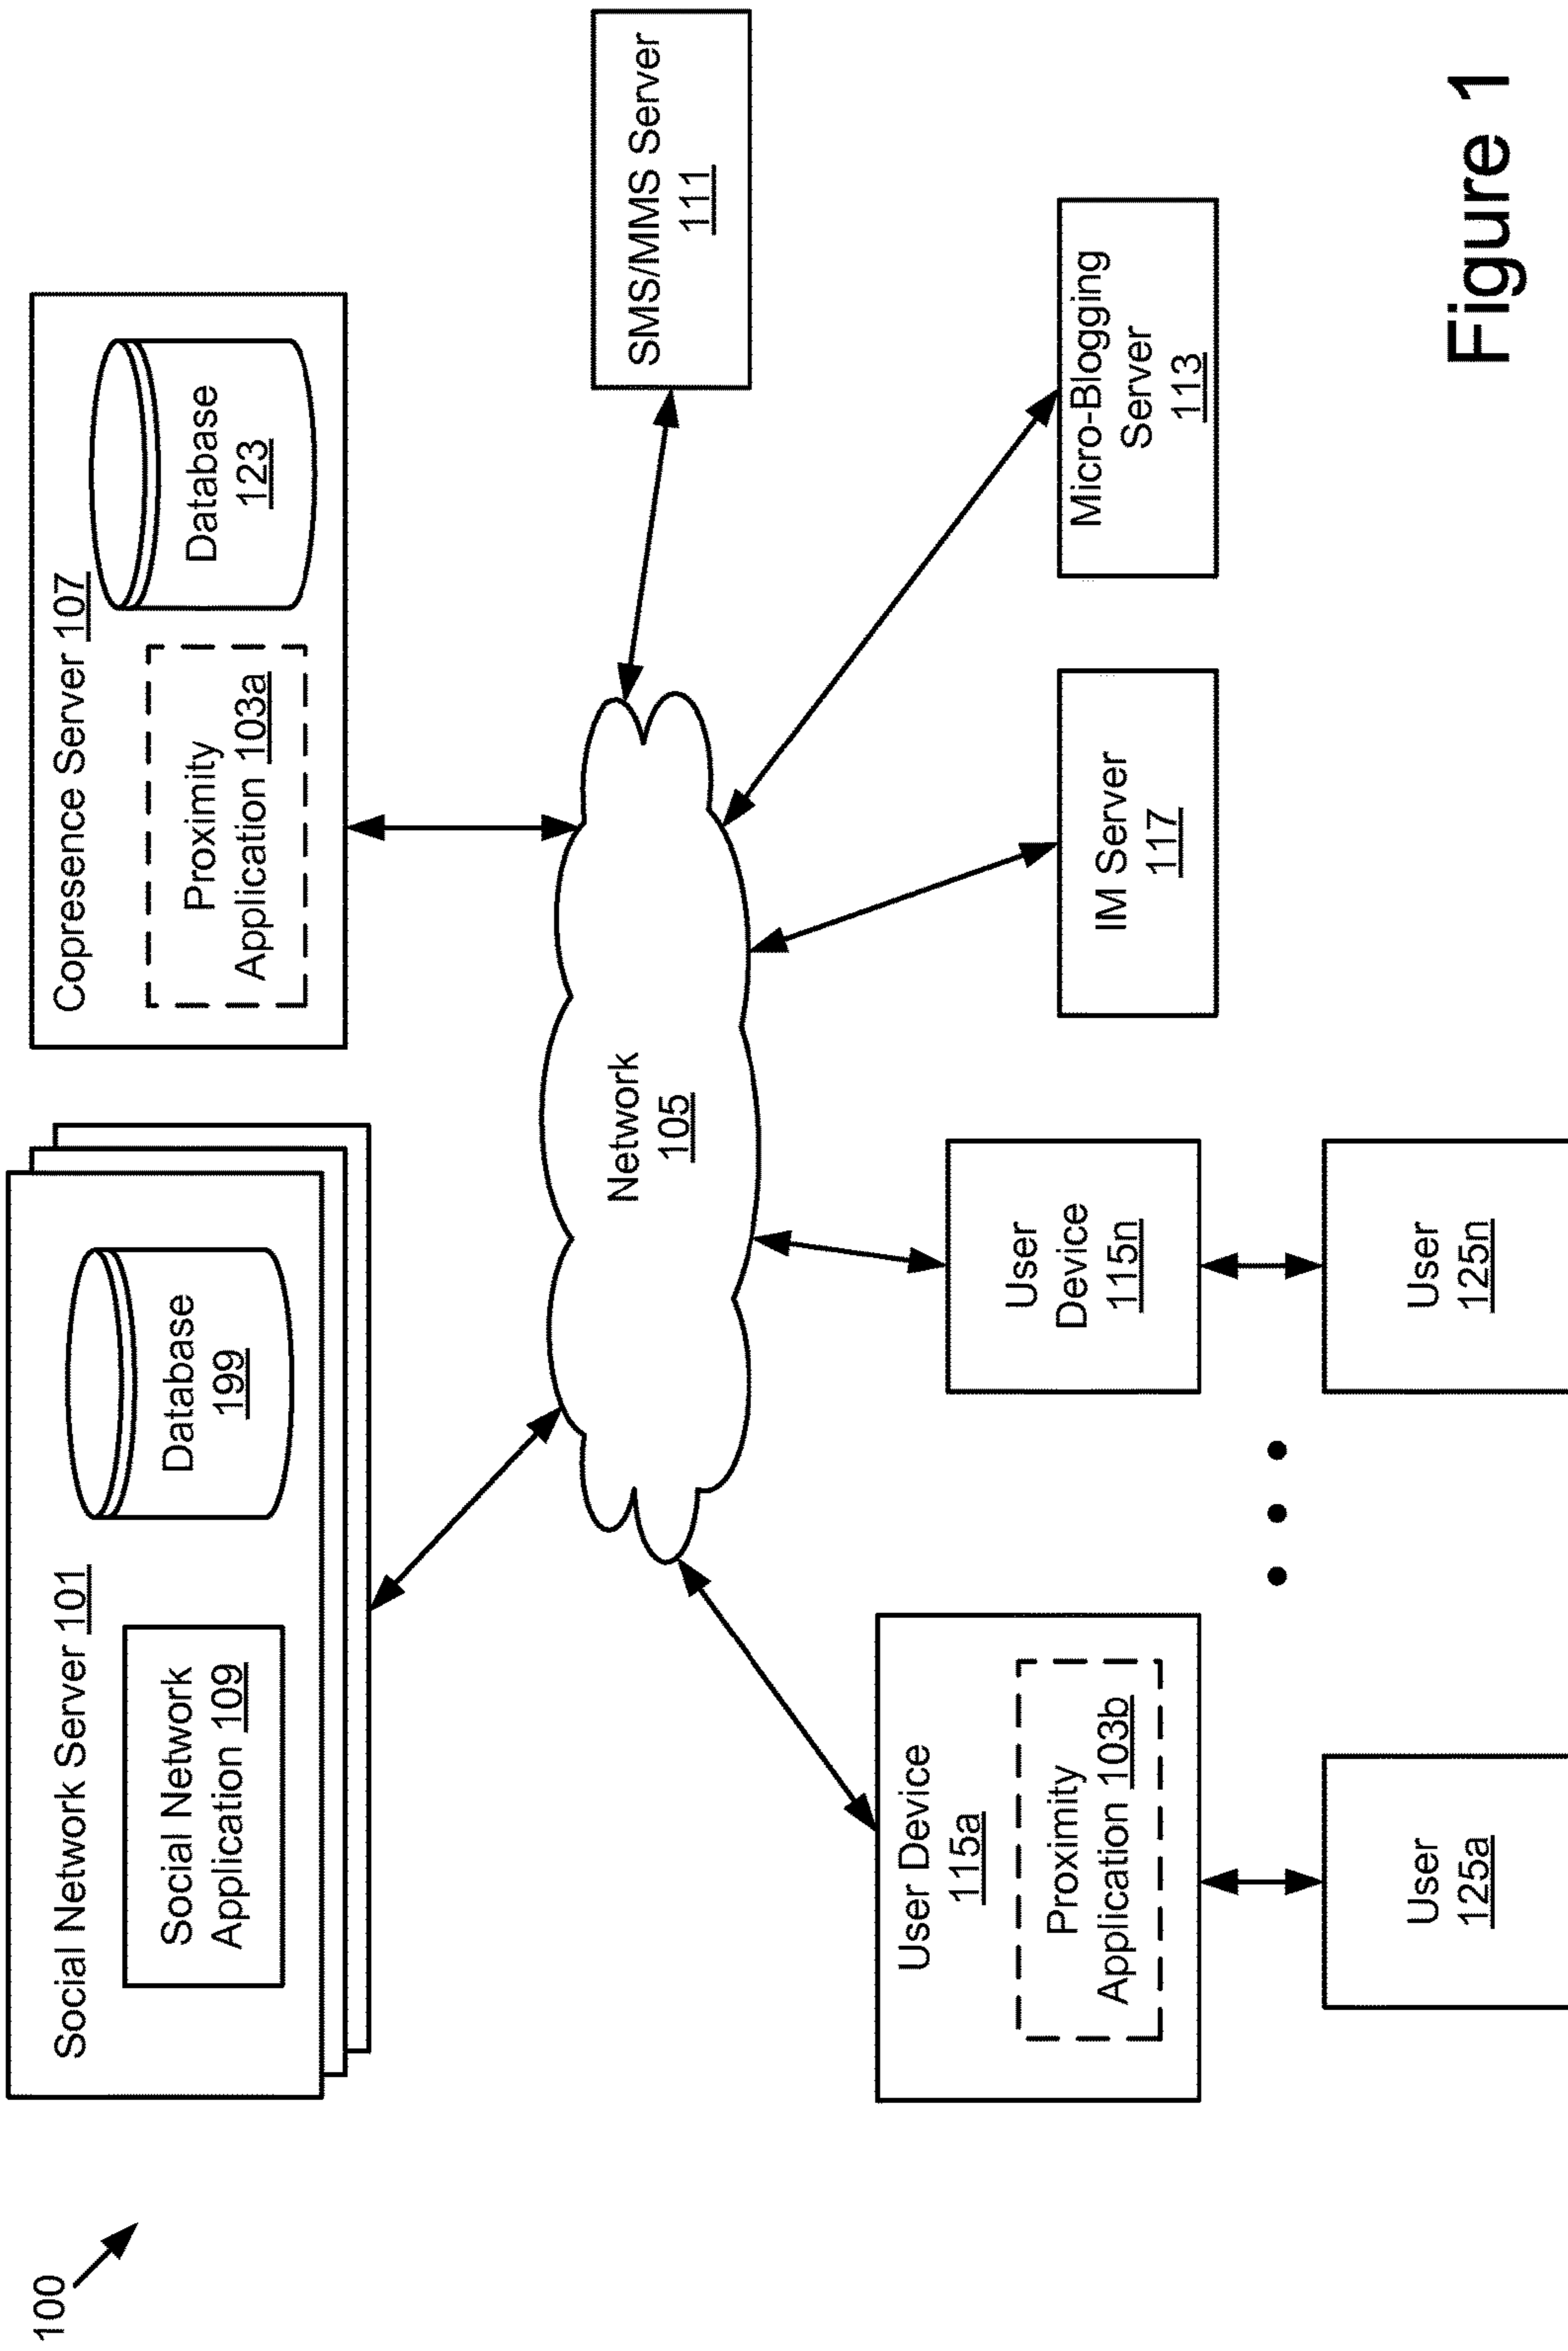 100
Social Network Server 101
Social Network
Application 109
Database
199
Copresence Server 107
Proximity
Application 103a
Database
123
Network
105
SMS/MMS Server
111
User Device
115a
Proximity
Application 103b
User
Device
115n
IM Server
117
Micro-Blogging
Server
113
User
125a
User
125n
Figure 1